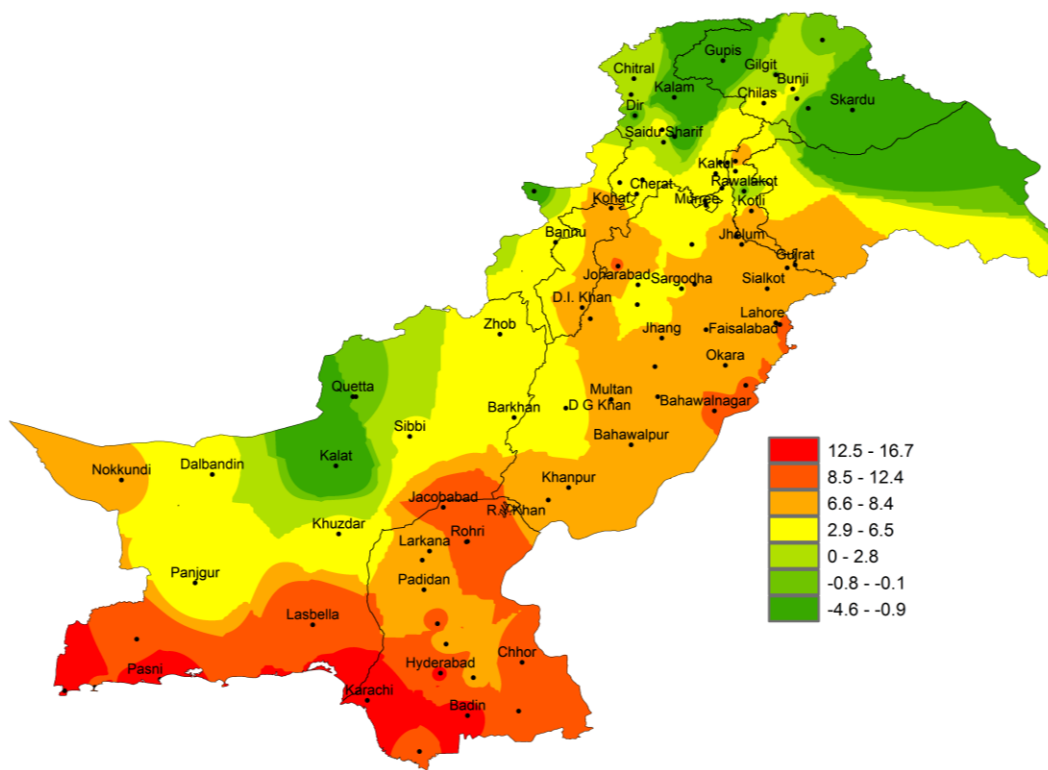 Gupis
Chitral
Gilgit
Bunji
Kalam
Chilas
Skardu
Dir
Saidu Sharif
Kakul
Cherat
Rawalakot
Kohat
Murree
Kotli
Bannu
Jhelum
Gujrat
Joharabad
Sargodha
Sialkot
D.I. Khan
Lahore
Zhob
Jhang
Faisalabad
Okara
Quetta
Multan
Bahawalnagar
Barkhan
D G Khan
Sibbi
Bahawalpur
Kalat
Nokkundi
Dalbandin
Khanpur
Jacobabad
R.Y.Khan
Khuzdar
Rohri
Larkana
Panjgur
Padidan
Lasbella
Chhor
Pasni
Hyderabad
Karachi
Badin
12.5 - 16.7
8.5 - 12.4
6.6 - 8.4
2.9 - 6.5
0 - 2.8
-0.8 - -0.1
-4.6 - -0.9